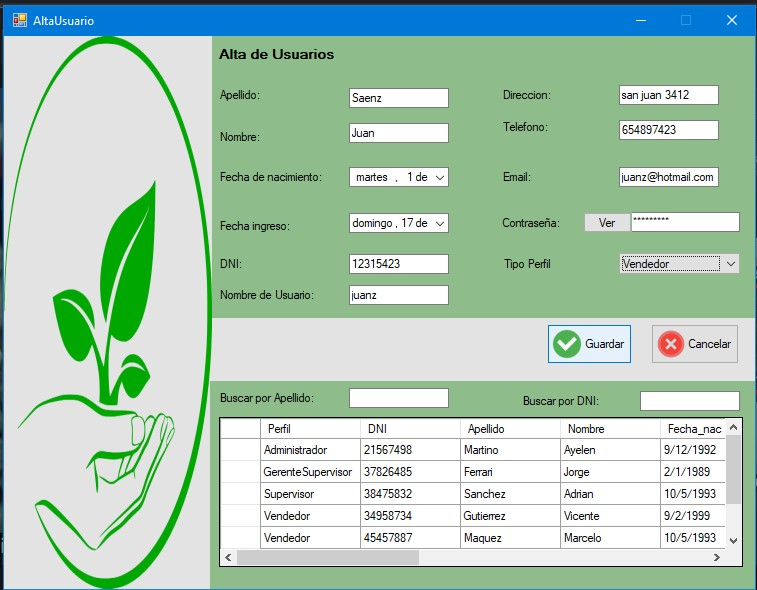 AltaUsuario
Alta de Usuarios
Apellido: Saenz
Direccion: san juan 3412
Nombre: Juan
Telefono: 654897423
Fecha de nacimiento: martes , 1 de
Email: juanz@hotmail.com
Fecha ingreso: domingo , 17 de
Contraseña: Ver *********
DNI: 12315423
Tipo Perfil Vendedor
Nombre de Usuario: juanz
Guardar Cancelar
Buscar por Apellido:
Buscar por DNI:
Perfil DNI Apellido Nombre Fecha_nac
Administrador 21567498 Martino Ayelen 9/12/1992
GerenteSupervisor 37826485 Ferrari Jorge 2/1/1989
Supervisor 38475832 Sanchez Adrian 10/5/1993
Vendedor 34958734 Gutierrez Vicente 9/2/1999
Vendedor 45457887 Maquez Marcelo 10/5/1993